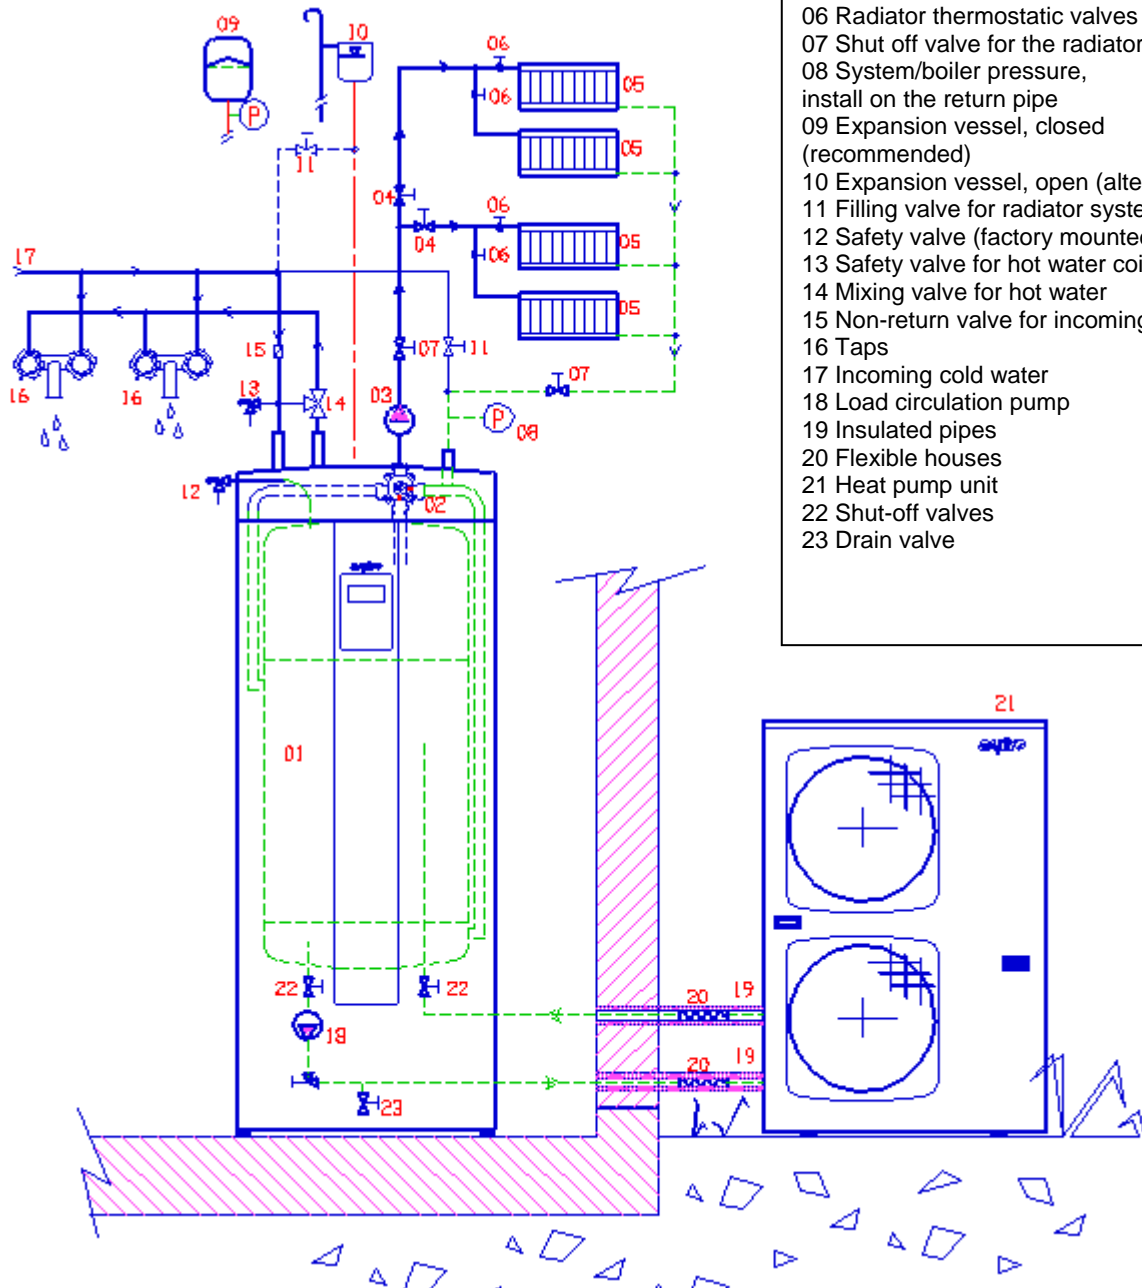 06 Radiator thermostatic valves
07 Shut off valve for the radiator
08 System/boiler pressure,
install on the return pipe
09 Expansion vessel, closed
(recommended)
10 Expansion vessel, open (alte
11 Filling valve for radiator syste
12 Safety valve (factory mounted
13 Safety valve for hot water coi
14 Mixing valve for hot water
15 Non-return valve for incoming
16 Taps
17 Incoming cold water
18 Load circulation pump
19 Insulated pipes
20 Flexible houses
21 Heat pump unit
22 Shut-off valves
23 Drain valve
09
10
06
05
P
06
11
05
04
06
17
04
06
05
05
15
07
11
07
16
16
13
14
03
P
08
12
02
01
21
22
22
20
19
18
20
19
23